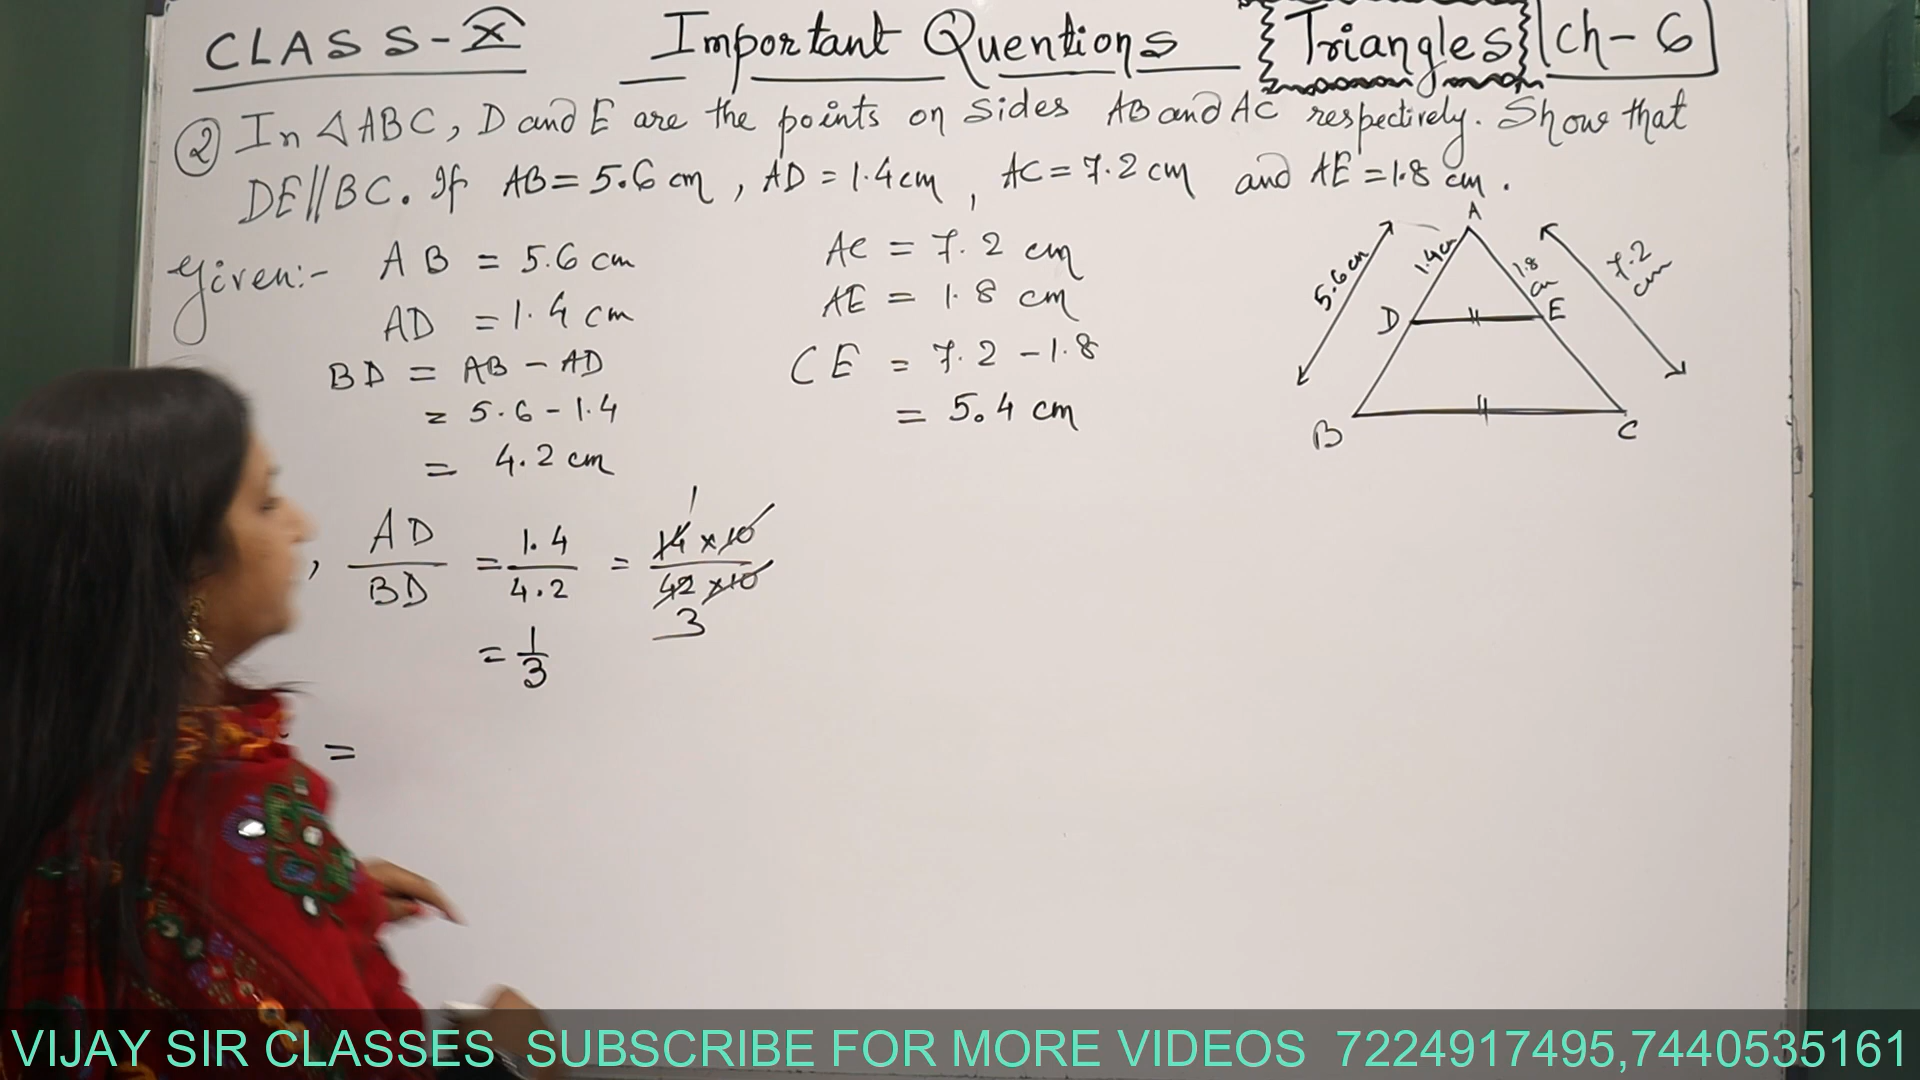 CLASS-X Important Quentions Triangles ch-6
② In △ABC, D and E are the points on sides AB and AC respectively. Show that
DE∥BC. If AB = 5.6 cm, AD = 1.4 cm, AC = 7.2 cm and AE = 1.8 cm.
Given:- AB = 5.6 cm
AD = 1.4 cm
BD = AB - AD
= 5.6 - 1.4
= 4.2 cm
AC = 7.2 cm
AE = 1.8 cm
CE = 7.2 - 1.8
= 5.4 cm
A
5.6 cm
1.4 cm
1.8 cm
7.2 cm
D
E
B
C
, AD/BD = 1.4/4.2 = 14 x 10/42 x 10
1
3
= 1/3
=
VIJAY SIR CLASSES SUBSCRIBE FOR MORE VIDEOS 7224917495,7440535161